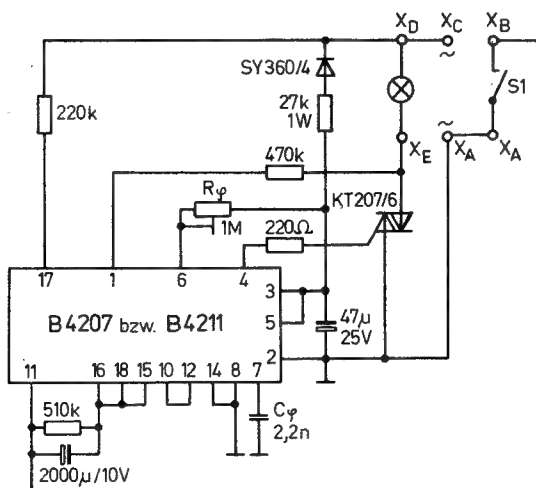 X_D X_C X_B
~
SY360/4
S1
220k
27k
1W
~
470k
X_E X_A X_A
Rφ
KT207/6
1M
220Ω
17 1 6 4
3
B4207 bzw. B4211
5
47µ
25V
2
11 16 18 15 10 12 14 8 7
510k
Cφ
2,2n
2000µ/10V